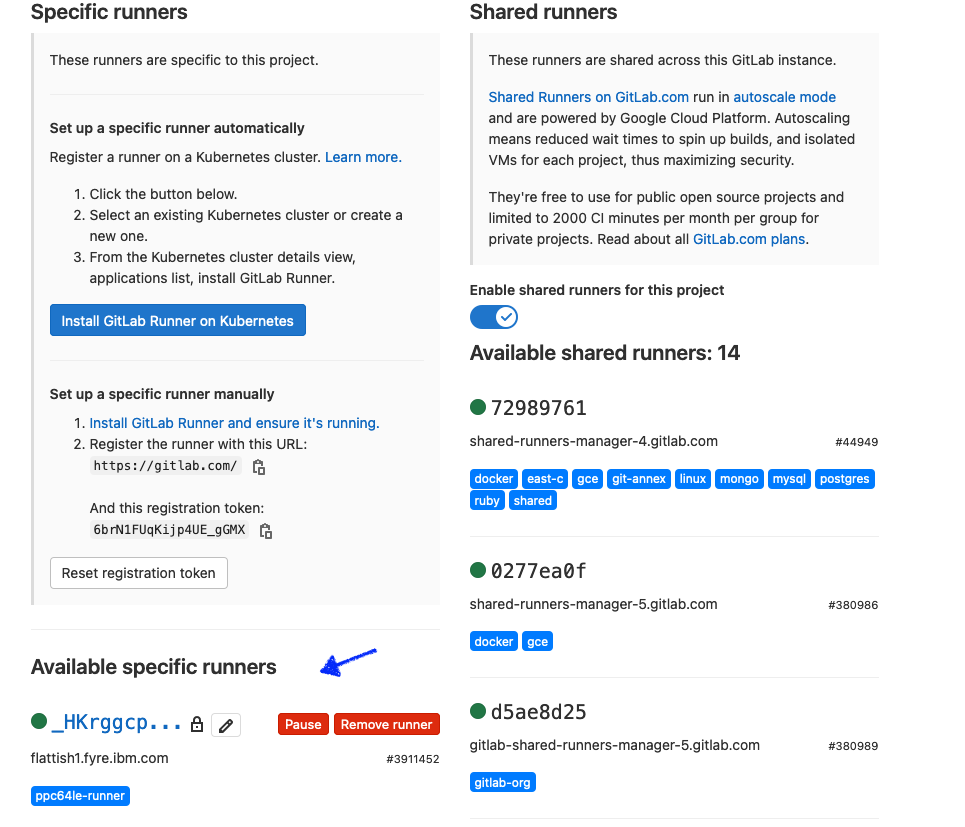 Specific runners
These runners are specific to this project.
Set up a specific runner automatically
Register a runner on a Kubernetes cluster. Learn more.
1. Click the button below.
2. Select an existing Kubernetes cluster or create a
new one.
3. From the Kubernetes cluster details view,
applications list, install GitLab Runner.
Install GitLab Runner on Kubernetes
Set up a specific runner manually
1. Install GitLab Runner and ensure it's running.
2. Register the runner with this URL:
https://gitlab.com/
And this registration token:
6brN1FUqKijp4UE_gGMX
Reset registration token
Available specific runners
_HKrggcp...
Pause
Remove runner
flattish1.fyre.ibm.com
#3911452
ppc64le-runner
Shared runners
These runners are shared across this GitLab instance.
Shared Runners on GitLab.com run in autoscale mode
and are powered by Google Cloud Platform. Autoscaling
means reduced wait times to spin up builds, and isolated
VMs for each project, thus maximizing security.
They're free to use for public open source projects and
limited to 2000 CI minutes per month per group for
private projects. Read about all GitLab.com plans.
Enable shared runners for this project
Available shared runners: 14
72989761
shared-runners-manager-4.gitlab.com
#44949
docker east-c gce git-annex linux mongo mysql postgres
ruby shared
0277ea0f
shared-runners-manager-5.gitlab.com
#380986
docker gce
d5ae8d25
gitlab-shared-runners-manager-5.gitlab.com
#380989
gitlab-org